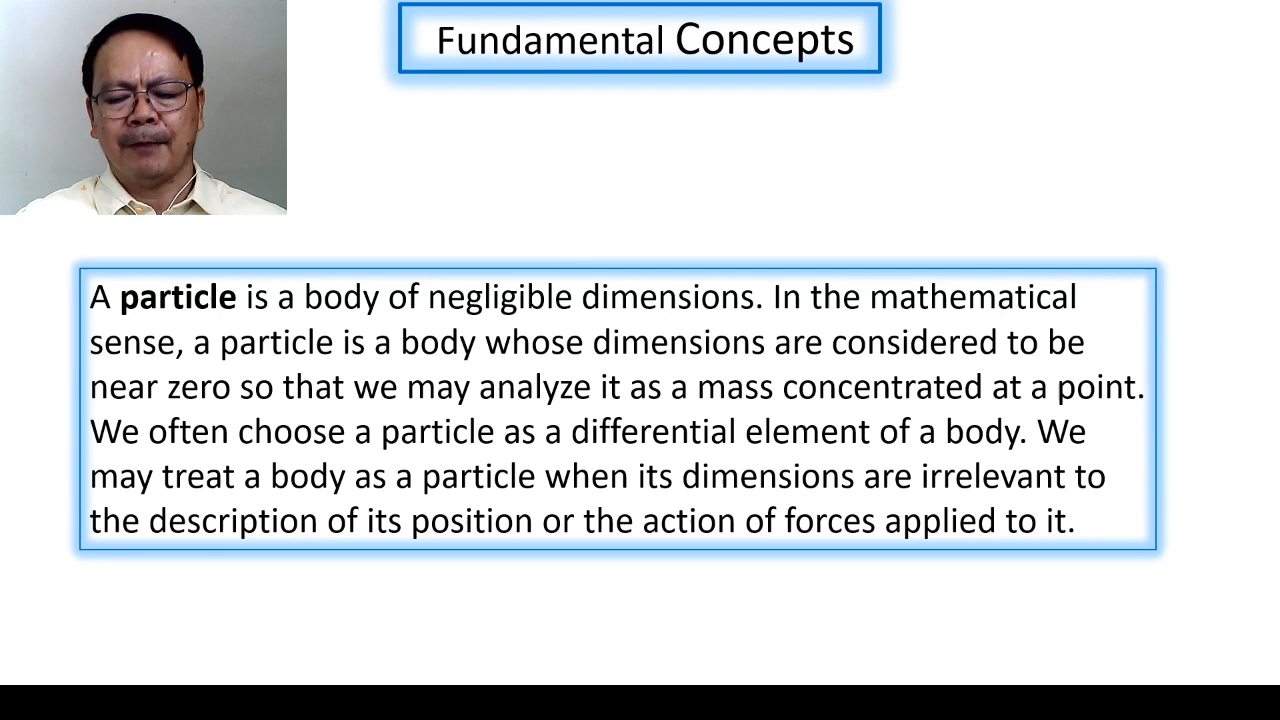 Fundamental Concepts
A particle is a body of negligible dimensions. In the mathematical
sense, a particle is a body whose dimensions are considered to be
near zero so that we may analyze it as a mass concentrated at a point.
We often choose a particle as a differential element of a body. We
may treat a body as a particle when its dimensions are irrelevant to
the description of its position or the action of forces applied to it.